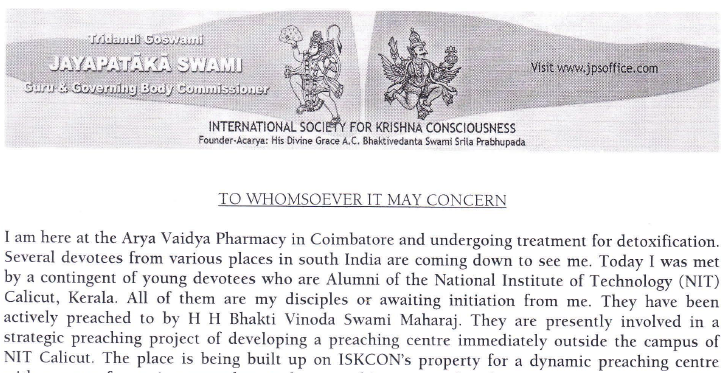 Tridandi Goswami
JAYAPATĀKĀ SWAMI
Guru & Governing Body Commissioner
Visit www.jpsoffice.com
INTERNATIONAL SOCIETY FOR KRISHNA CONSCIOUSNESS
Founder-Acarya: His Divine Grace A.C. Bhaktivedanta Swami Srila Prabhupada
TO WHOMSOEVER IT MAY CONCERN
I am here at the Arya Vaidya Pharmacy in Coimbatore and undergoing treatment for detoxification.
Several devotees from various places in south India are coming down to see me. Today I was met
by a contingent of young devotees who are Alumni of the National Institute of Technology (NIT)
Calicut, Kerala. All of them are my disciples or awaiting initiation from me. They have been
actively preached to by H H Bhakti Vinoda Swami Maharaj. They are presently involved in a
strategic preaching project of developing a preaching centre immediately outside the campus of
NIT Calicut. The place is being built up on ISKCON's property for a dynamic preaching centre